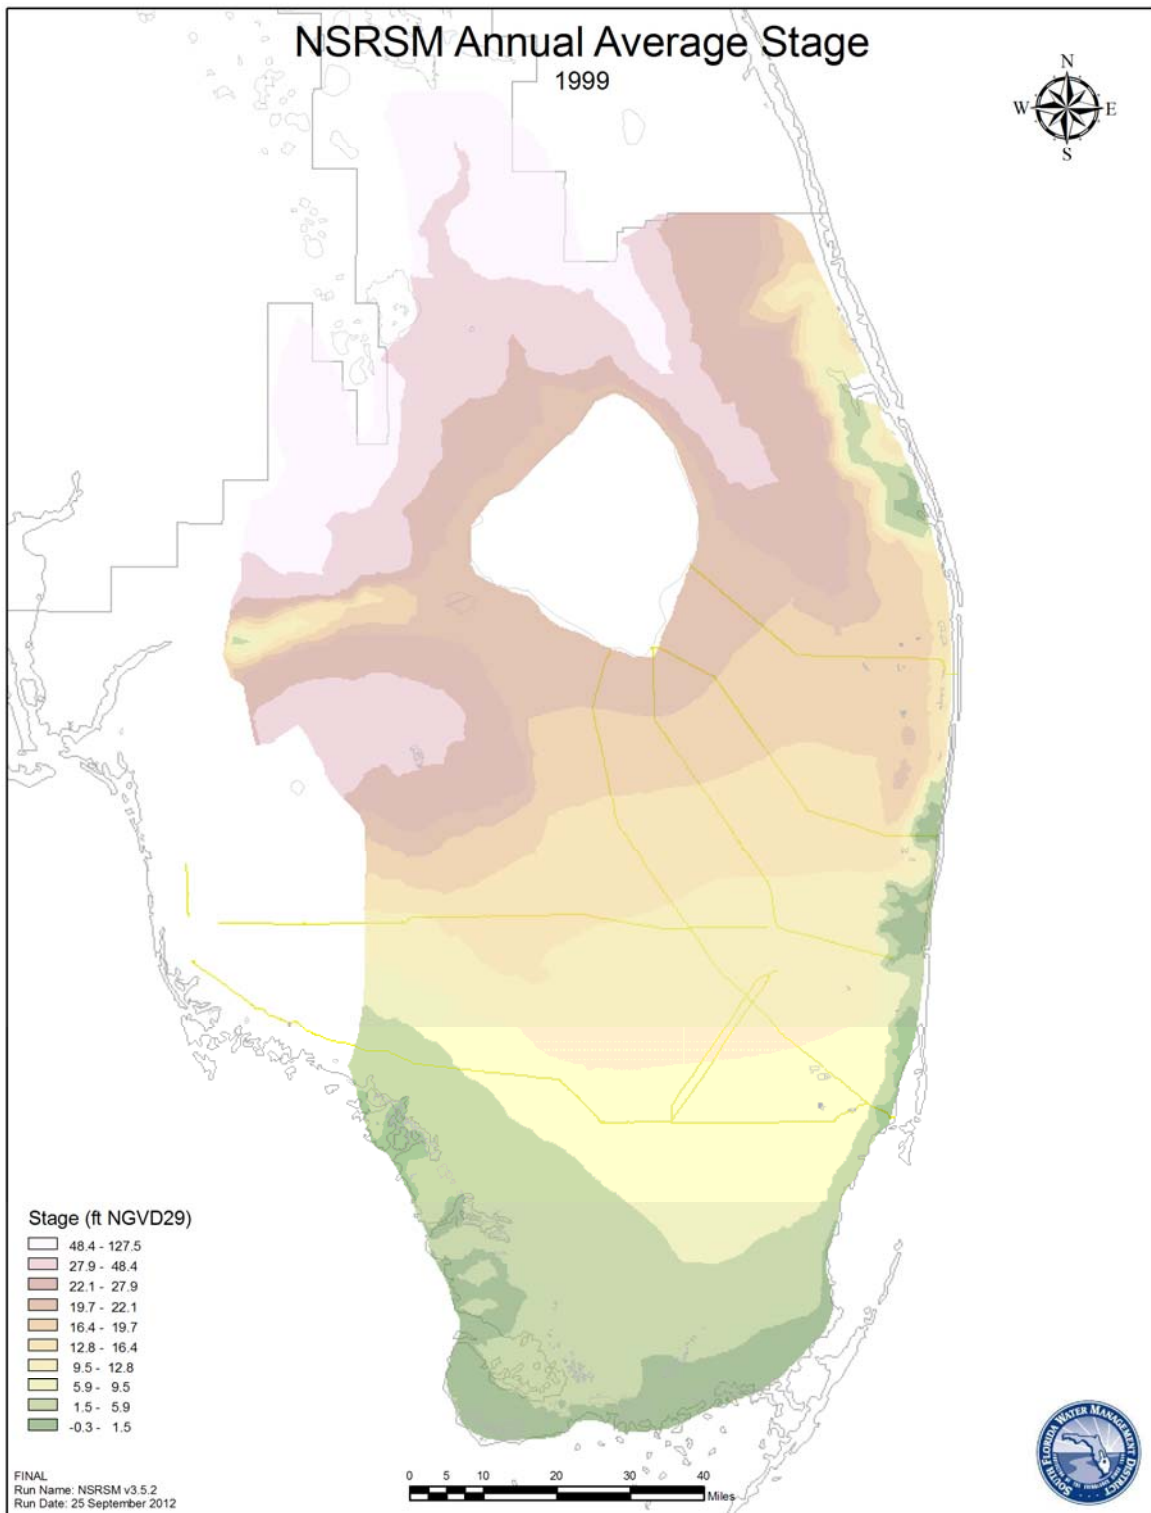 NSRSM Annual Average Stage
1999
N
W E
S
Stage (ft NGVD29)
48.4 - 127.5
27.9 - 48.4
22.1 - 27.9
19.7 - 22.1
16.4 - 19.7
12.8 - 16.4
9.5 - 12.8
5.9 - 9.5
1.5 - 5.9
-0.3 - 1.5
FINAL
Run Name: NSRSM v3.5.2
Run Date: 25 September 2012
0 5 10 20 30 40
Miles
SOUTH FLORIDA WATER MANAGEMENT DISTRICT